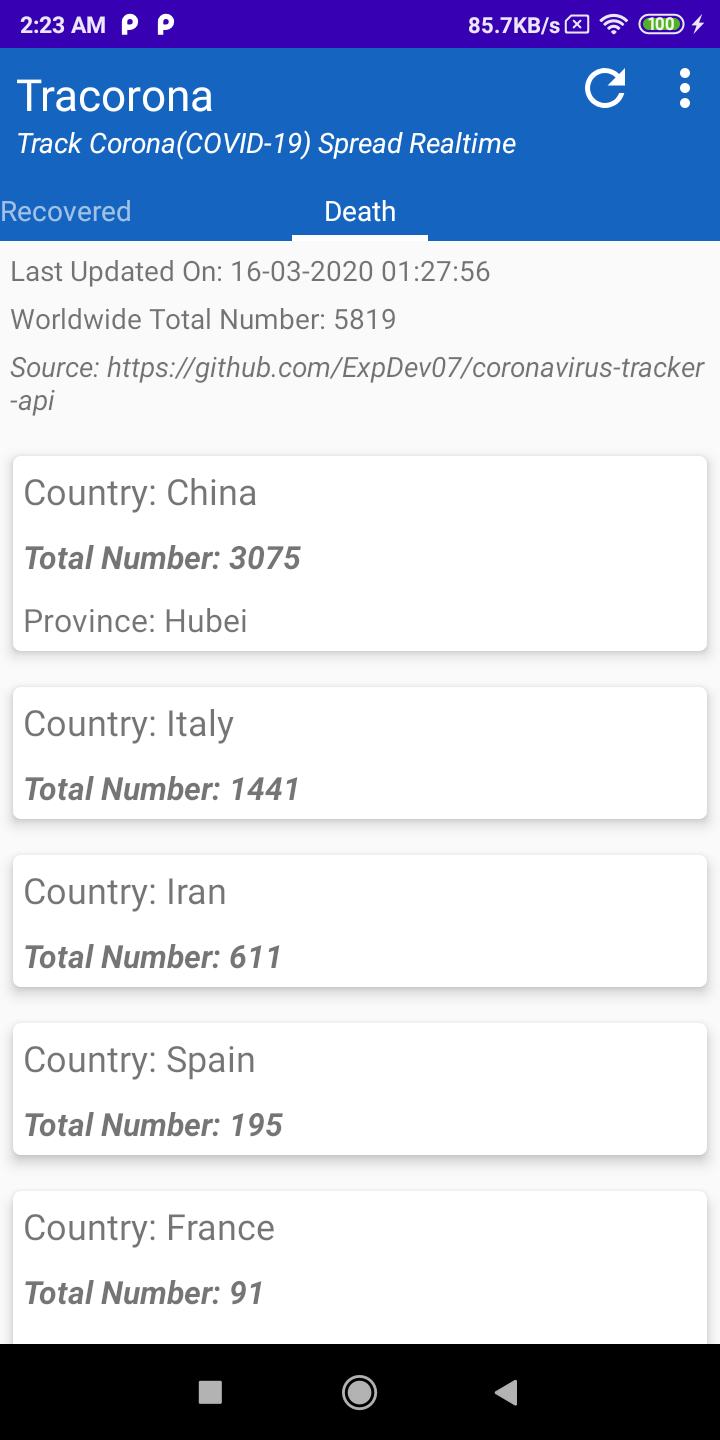 2:23 AM 85.7KB/s 100
Tracorona
Track Corona(COVID-19) Spread Realtime
Recovered Death
Last Updated On: 16-03-2020 01:27:56
Worldwide Total Number: 5819
Source: https://github.com/ExpDev07/coronavirus-tracker
-api
Country: China
Total Number: 3075
Province: Hubei
Country: Italy
Total Number: 1441
Country: Iran
Total Number: 611
Country: Spain
Total Number: 195
Country: France
Total Number: 91